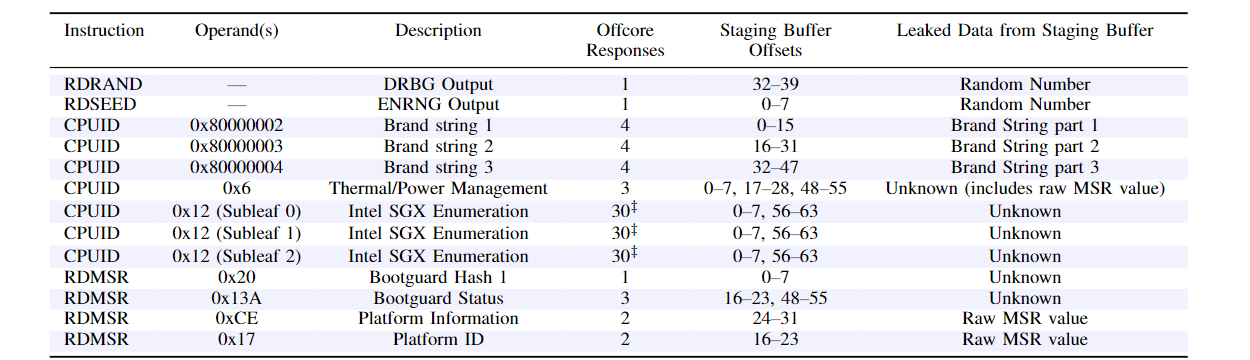 Instruction Operand(s) Description Offcore Responses Staging Buffer Offsets Leaked Data from Staging Buffer
RDRAND — DRBG Output 1 32–39 Random Number
RDSEED — ENRNG Output 1 0–7 Random Number
CPUID 0x80000002 Brand string 1 4 0–15 Brand String part 1
CPUID 0x80000003 Brand string 2 4 16–31 Brand String part 2
CPUID 0x80000004 Brand string 3 4 32–47 Brand String part 3
CPUID 0x6 Thermal/Power Management 3 0–7, 17–28, 48–55 Unknown (includes raw MSR value)
CPUID 0x12 (Subleaf 0) Intel SGX Enumeration 30‡ 0–7, 56–63 Unknown
CPUID 0x12 (Subleaf 1) Intel SGX Enumeration 30‡ 0–7, 56–63 Unknown
CPUID 0x12 (Subleaf 2) Intel SGX Enumeration 30‡ 0–7, 56–63 Unknown
RDMSR 0x20 Bootguard Hash 1 1 0–7 Unknown
RDMSR 0x13A Bootguard Status 3 16–23, 48–55 Unknown
RDMSR 0xCE Platform Information 2 24–31 Raw MSR value
RDMSR 0x17 Platform ID 2 16–23 Raw MSR value